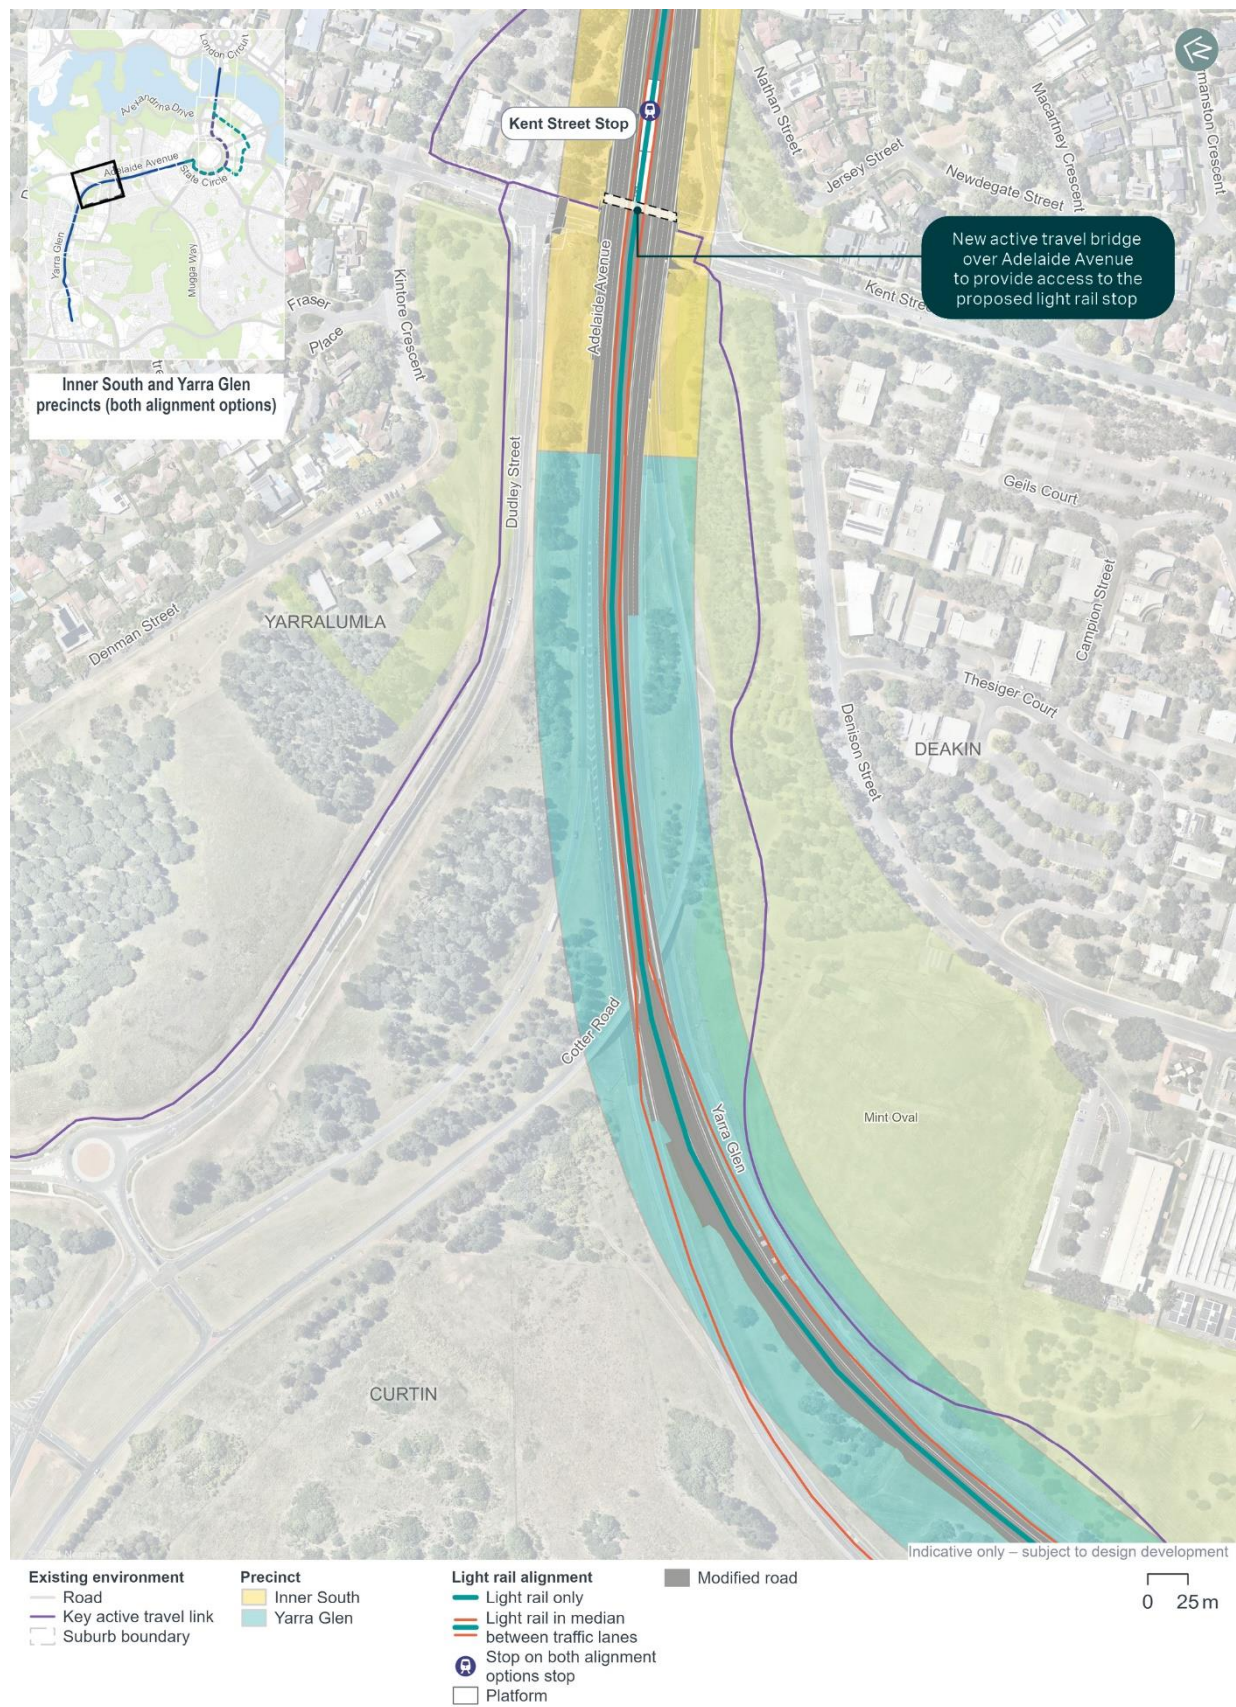 London Circuit
Alexandrina Drive
Adelaide Avenue
State Circle
Yarra Glen
Mugga Way
Inner South and Yarra Glen
precincts (both alignment options)
Kent Street Stop
Nathan Street
Jersey Street
Macartney Crescent
Newdegate Street
New active travel bridge
over Adelaide Avenue
to provide access to the
proposed light rail stop
Adelaide Avenue
Kintore Crescent
Fraser
Place
Dudley Street
Geils Court
Campion Street
YARRALUMLA
Denman Street
Thesiger Court
Denison Street
DEAKIN
Cotter Road
Yarra Glen
Mint Oval
CURTIN
Indicative only – subject to design development
Existing environment
Road
Key active travel link
Suburb boundary
Precinct
Inner South
Yarra Glen
Light rail alignment
Light rail only
Light rail in median
between traffic lanes
Stop on both alignment
options stop
Platform
Modified road
0 25 m